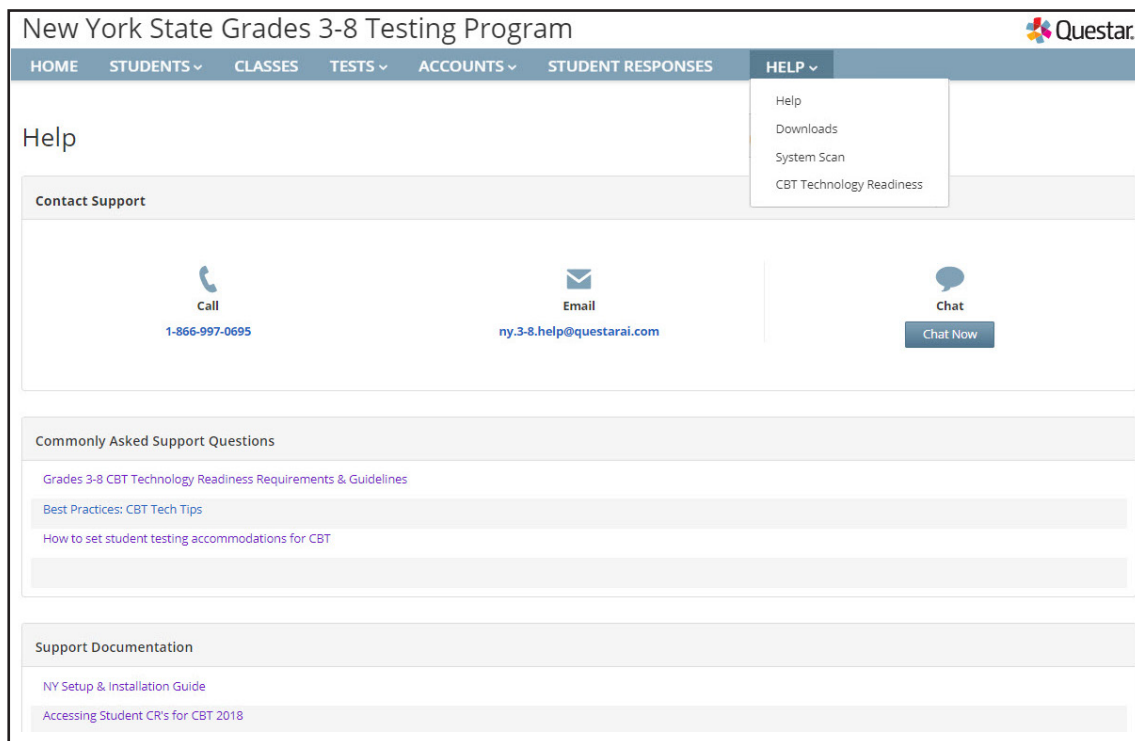 New York State Grades 3-8 Testing Program
Questar.
HOME STUDENTS CLASSES TESTS ACCOUNTS STUDENT RESPONSES HELP
Help
Downloads
System Scan
CBT Technology Readiness
Help
Contact Support
Call
1-866-997-0695
Email
ny.3-8.help@questarai.com
Chat
Chat Now
Commonly Asked Support Questions
Grades 3-8 CBT Technology Readiness Requirements & Guidelines
Best Practices: CBT Tech Tips
How to set student testing accommodations for CBT
Support Documentation
NY Setup & Installation Guide
Accessing Student CR's for CBT 2018